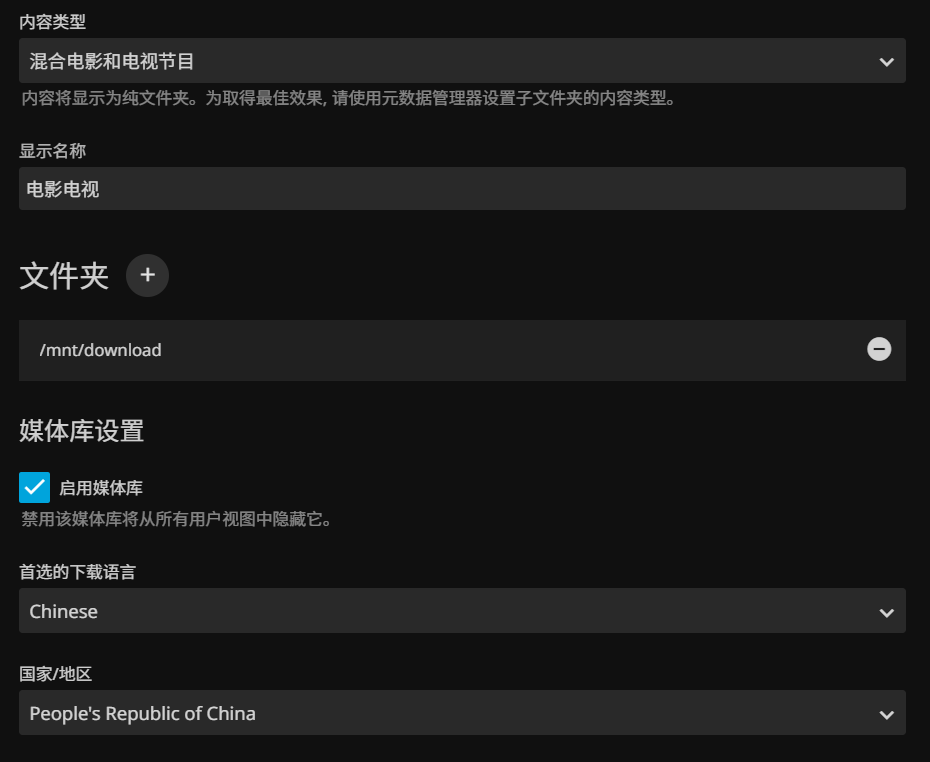 内容类型
混合电影和电视节目
内容将显示为纯文件夹。为取得最佳效果, 请使用元数据管理器设置子文件夹的内容类型。
显示名称
电影电视
文件夹
/mnt/download
媒体库设置
启用媒体库
禁用该媒体库将从所有用户视图中隐藏它。
首选的下载语言
Chinese
国家/地区
People's Republic of China